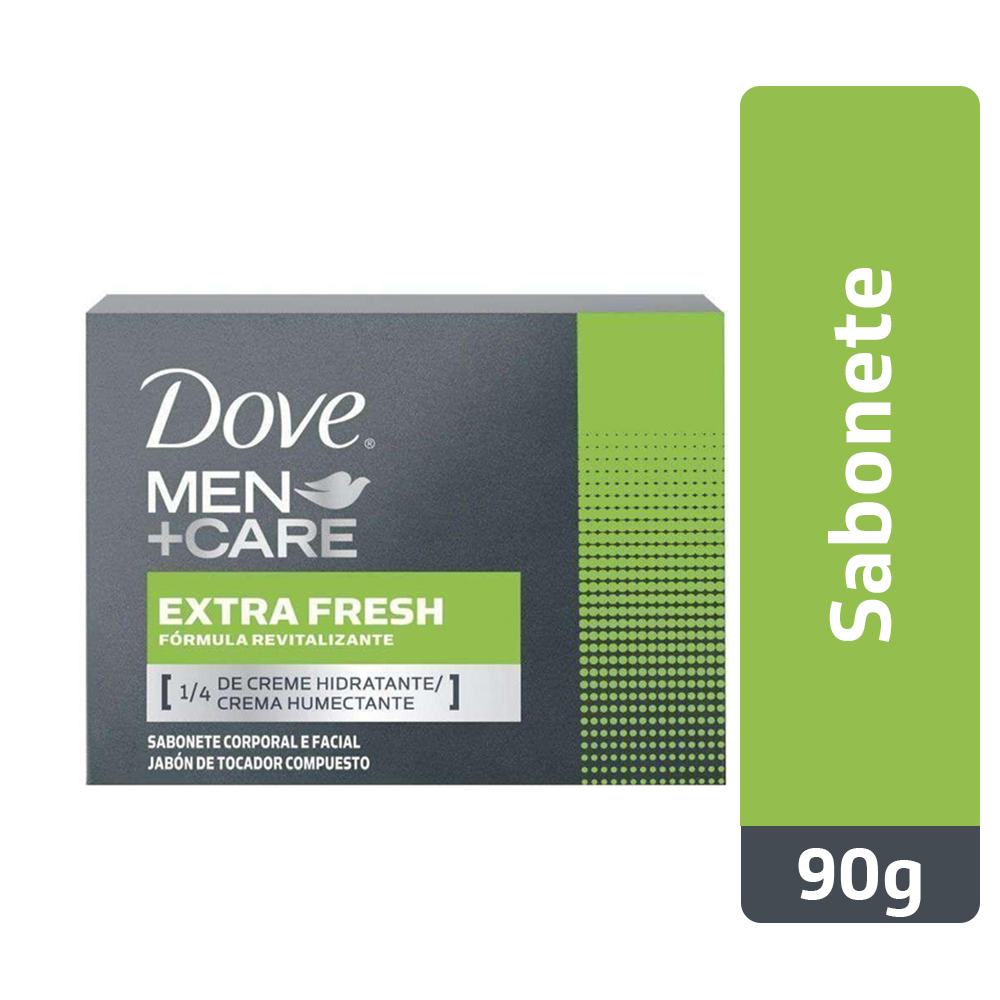 Dove®
MEN
+CARE
EXTRA FRESH
FÓRMULA REVITALIZANTE
[ 1/4 DE CREME HIDRATANTE/
CREMA HUMECTANTE ]
SABONETE CORPORAL E FACIAL
JABÓN DE TOCADOR COMPUESTO
Sabonete
90g